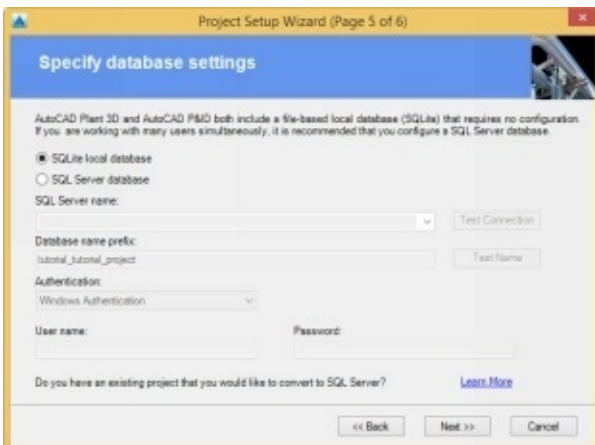 Project Setup Wizard (Page 5 of 6)
Specify database settings
AutoCAD Plant 3D and AutoCAD P&ID both include a file-based local database (SQLite) that requires no configuration.
If you are working with many users simultaneously, it is recommended that you configure a SQL Server database.
SQLite local database
SQL Server database
SQL Server name:
Test Connection
Database name prefix:
tutorial_tutorial_project
Test Name
Authentication:
Windows Authentication
User name:
Password:
Do you have an existing project that you would like to convert to SQL Server?
Learn More
<< Back
Next >>
Cancel